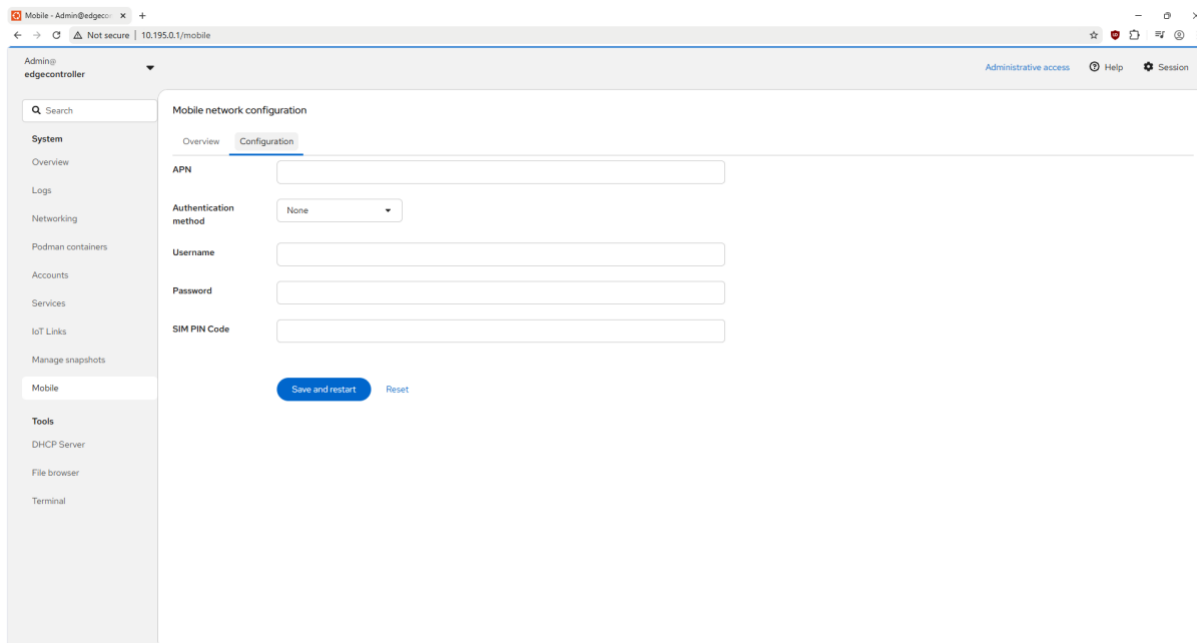 Mobile - Admin@edgecon
Not secure | 10.195.0.1/mobile
Admin@
edgecontroller
Administrative access
Help
Session
Search
System
Overview
Logs
Networking
Podman containers
Accounts
Services
IoT Links
Manage snapshots
Mobile
Tools
DHCP Server
File browser
Terminal
Mobile network configuration
Overview
Configuration
APN
Authentication
method
None
Username
Password
SIM PIN Code
Save and restart
Reset